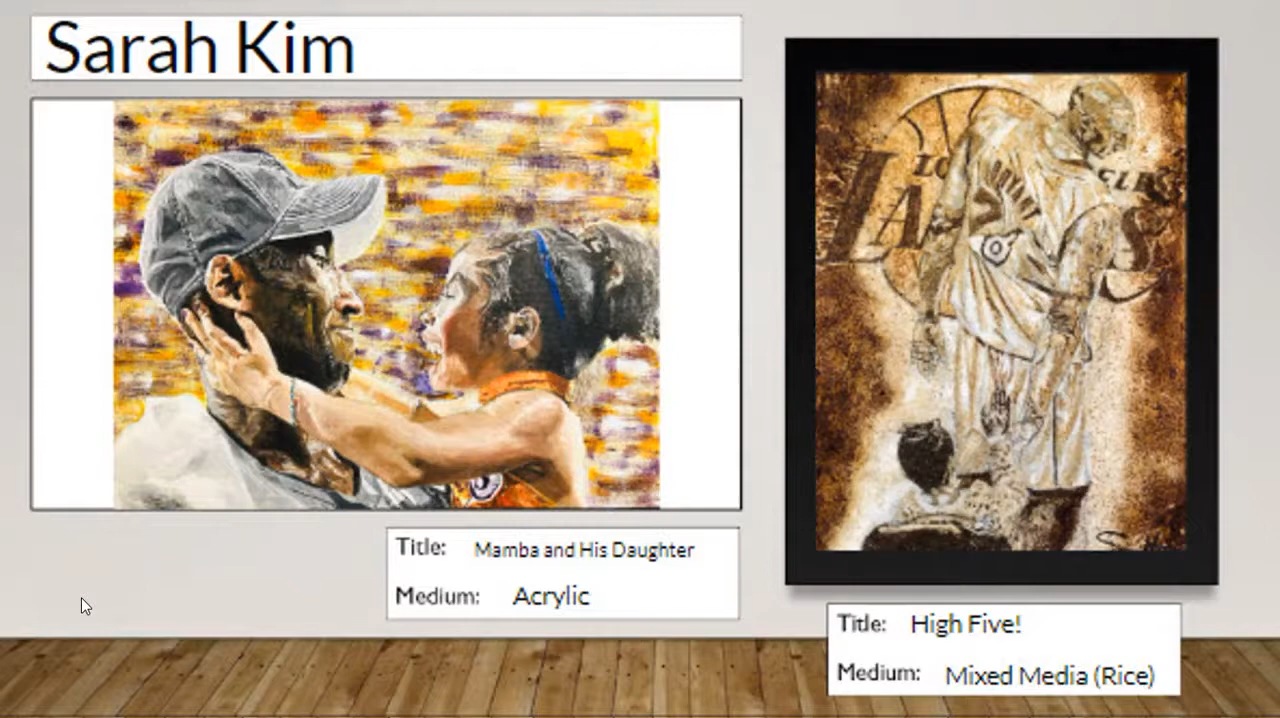 Sarah Kim
Title: Mamba and His Daughter
Medium: Acrylic
Title: High Five!
Medium: Mixed Media (Rice)